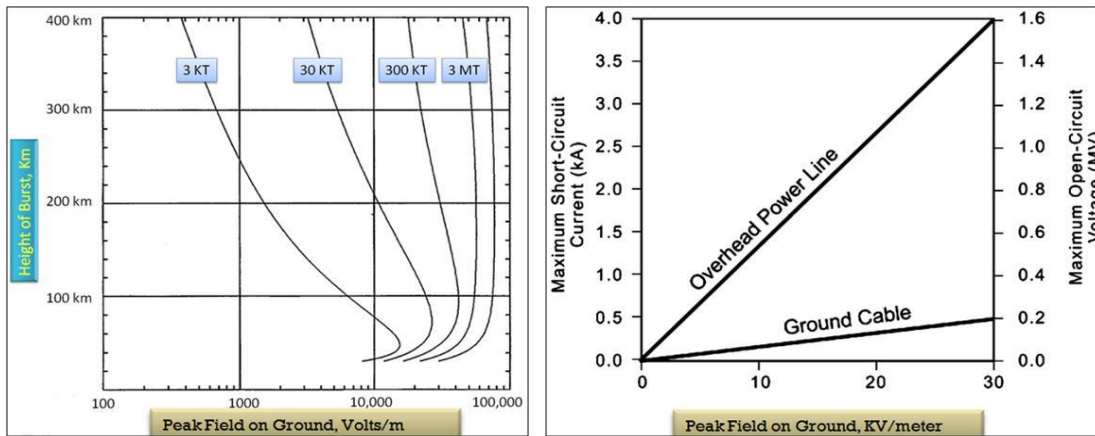 400 km
300 km
200 km
100 km
Height of Burst, Km
3 KT
30 KT
300 KT
3 MT
100
1000
10,000
100,000
Peak Field on Ground, Volts/m
4.0
3.5
3.0
2.5
2.0
1.5
1.0
0.5
0.0
Maximum Short-Circuit
Current (kA)
Overhead Power Line
Ground Cable
1.6
1.4
1.2
1.0
0.8
0.6
0.4
0.2
0.0
Maximum Open-Circuit
Voltage (MV)
0
10
20
30
Peak Field on Ground, KV/meter